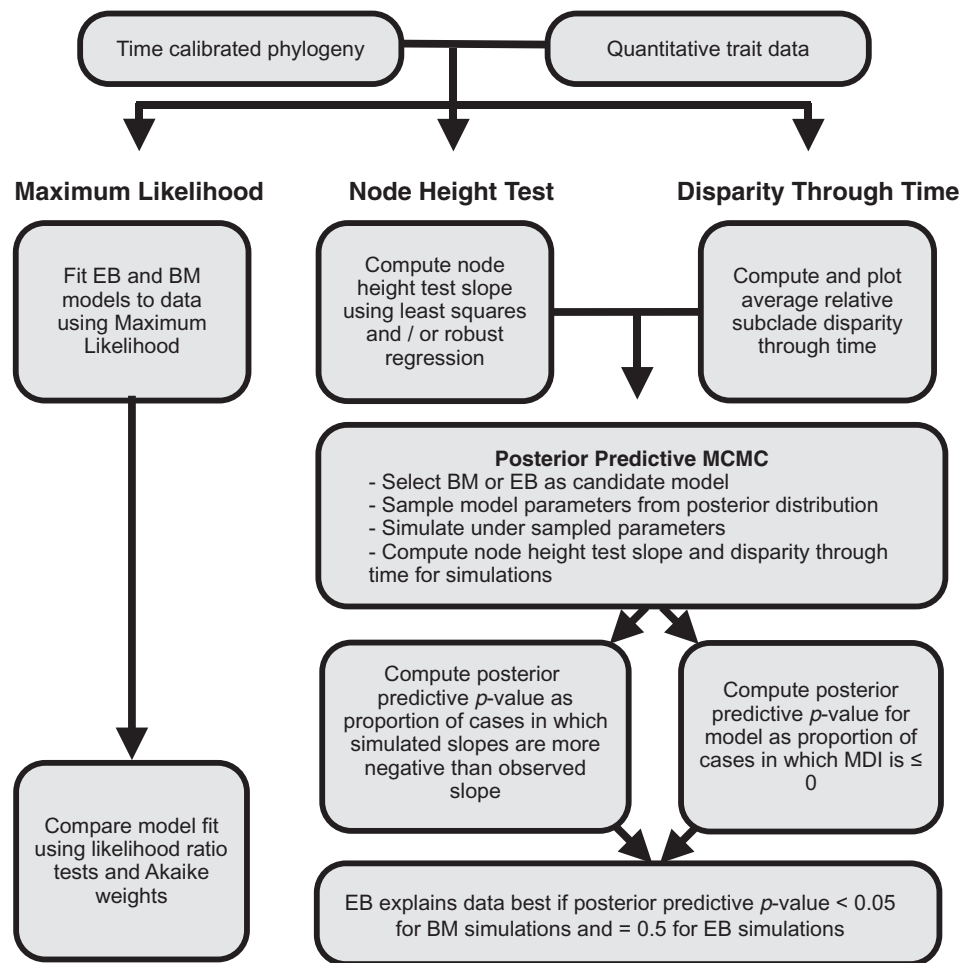 Time calibrated phylogeny
Quantitative trait data
Maximum Likelihood
Node Height Test
Disparity Through Time
Fit EB and BM
models to data
using Maximum
Likelihood
Compute node
height test slope
using least squares
and / or robust
regression
Compute and plot
average relative
subclade disparity
through time
Posterior Predictive MCMC
- Select BM or EB as candidate model
- Sample model parameters from posterior distribution
- Simulate under sampled parameters
- Compute node height test slope and disparity through
time for simulations
Compute posterior
predictive p-value as
proportion of cases in which
simulated slopes are more
negative than observed
slope
Compute posterior
predictive p-value for
model as proportion of
cases in which MDI is ≤
0
Compare model fit
using likelihood ratio
tests and Akaike
weights
EB explains data best if posterior predictive p-value < 0.05
for BM simulations and = 0.5 for EB simulations